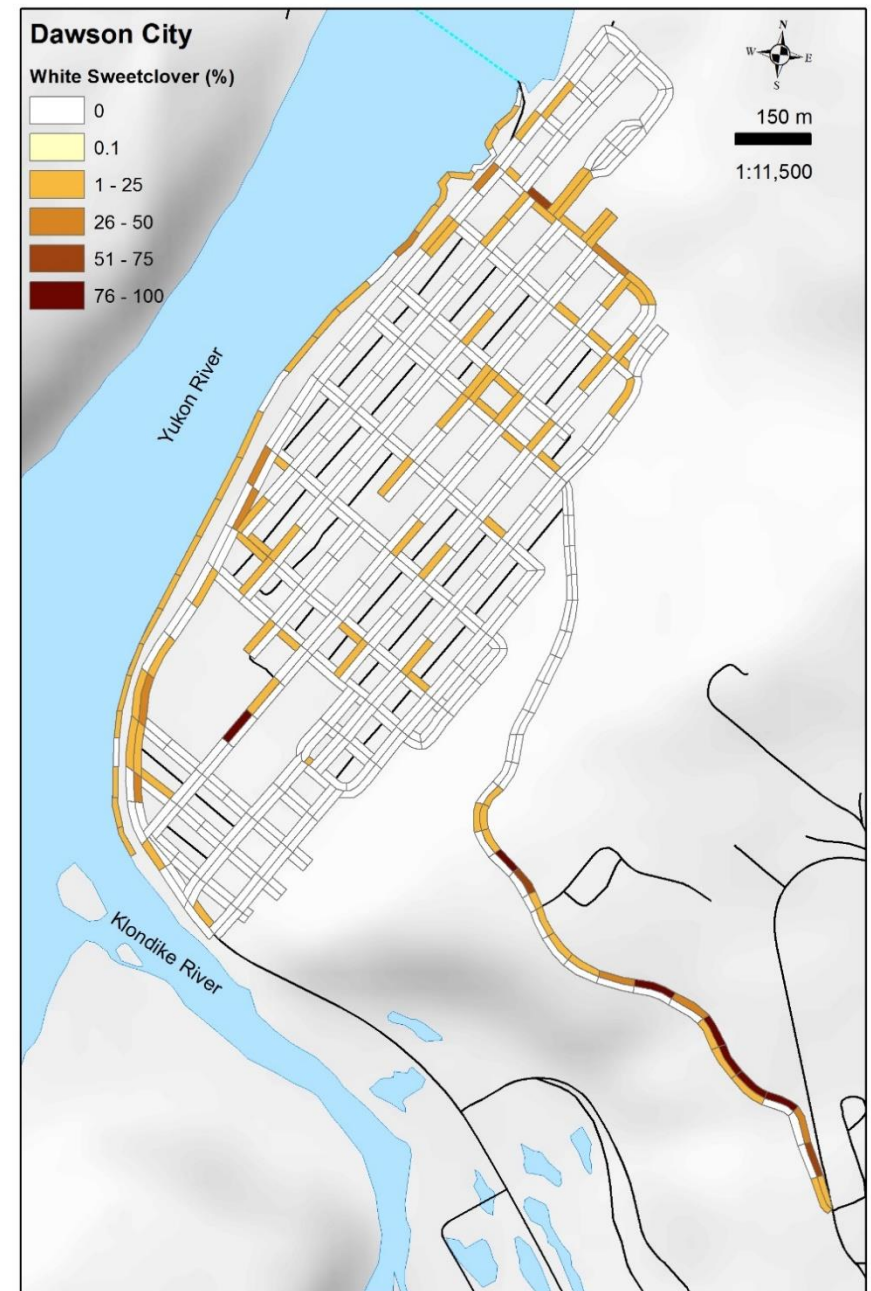 Dawson City
White Sweetclover (%)
0
0.1
1 - 25
26 - 50
51 - 75
76 - 100
N
W E
S
150 m
1:11,500
Yukon River
Klondike River